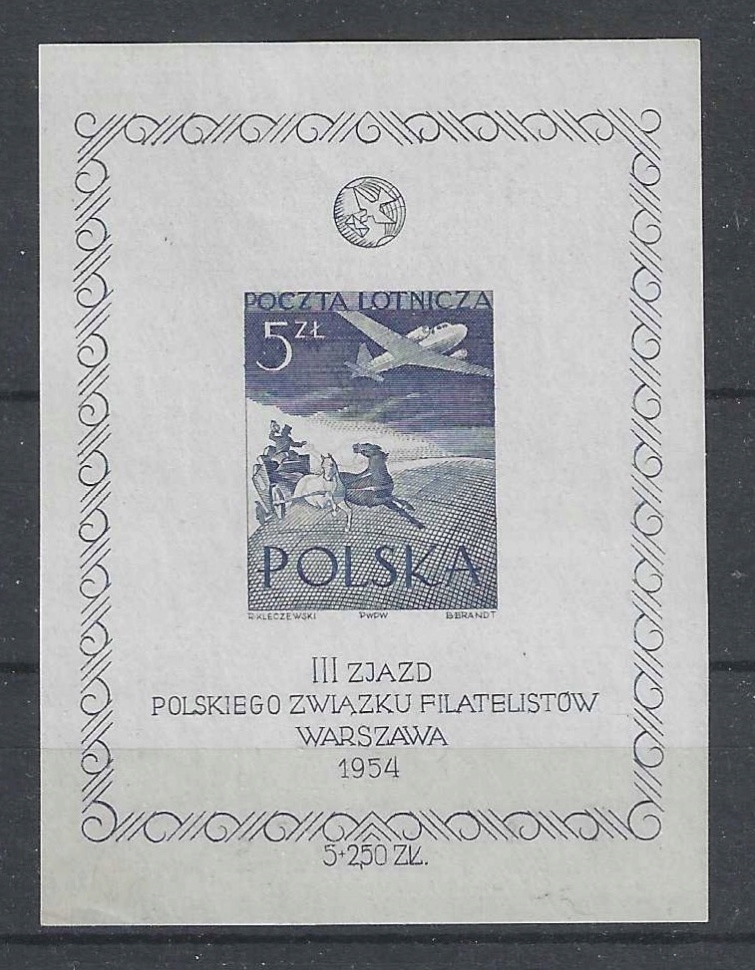 POCZTA LOTNICZA
5 ZŁ
POLSKA
R·KLECZEWSKI PWPW B·BRANDT
III ZJAZD
POLSKIEGO ZWIĄZKU FILATELISTÓW
WARSZAWA
1954
5+2,50 ZŁ.